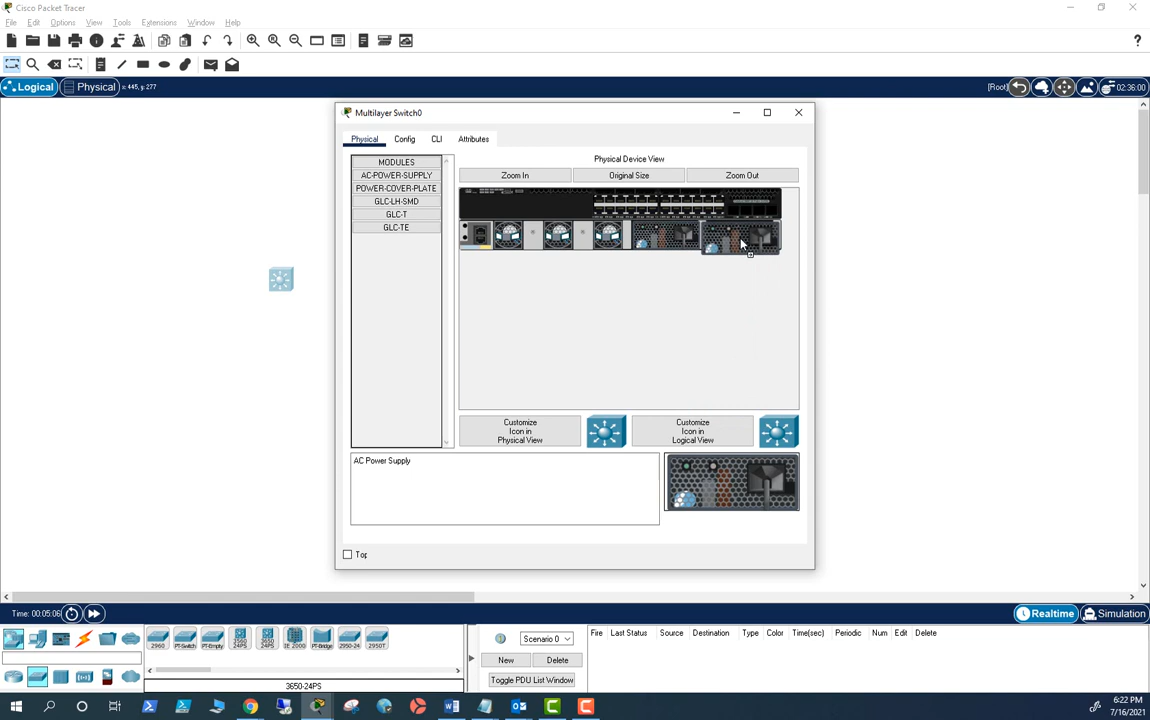 Cisco Packet Tracer
File Edit Options View Tools Extensions Window Help
?
Logical Physical x: 445, y: 277 [Root] 02:36:00
Multilayer Switch0
Physical Config CLI Attributes
MODULES
AC-POWER-SUPPLY
POWER-COVER-PLATE
GLC-LH-SMD
GLC-T
GLC-TE
Physical Device View
Zoom In Original Size Zoom Out
Customize
Icon in
Physical View
Customize
Icon in
Logical View
AC Power Supply
Top
Time: 00:05:06 Realtime Simulation
2960 PT-Switch PT-Empty 3560 24PS 3650 24PS IE 2000 PT-Bridge 2950-24 2950T
3650-24PS
Scenario 0
New Delete
Toggle PDU List Window
Fire Last Status Source Destination Type Color Time(sec) Periodic Num Edit Delete
6:22 PM
7/16/2021